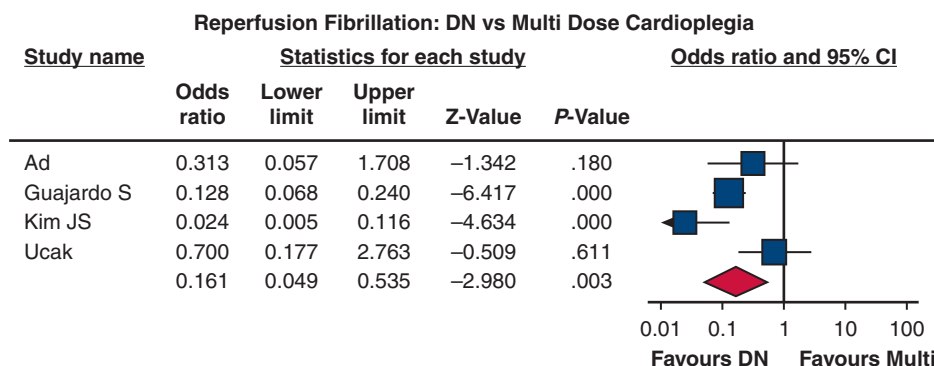 Reperfusion Fibrillation: DN vs Multi Dose Cardioplegia
Study name Statistics for each study Odds ratio and 95% CI
Odds ratio Lower limit Upper limit Z-Value P-Value
Ad 0.313 0.057 1.708 −1.342 .180
Guajardo S 0.128 0.068 0.240 −6.417 .000
Kim JS 0.024 0.005 0.116 −4.634 .000
Ucak 0.700 0.177 2.763 −0.509 .611
0.161 0.049 0.535 −2.980 .003
0.01 0.1 1 10 100
Favours DN Favours Multi